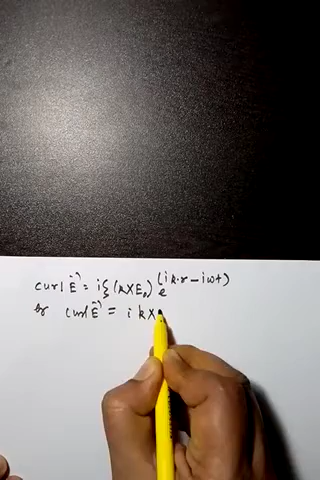 curl E⃗ = i{(k×E₀) e^(ik·r − iωt)
or curl E⃗ = i k×